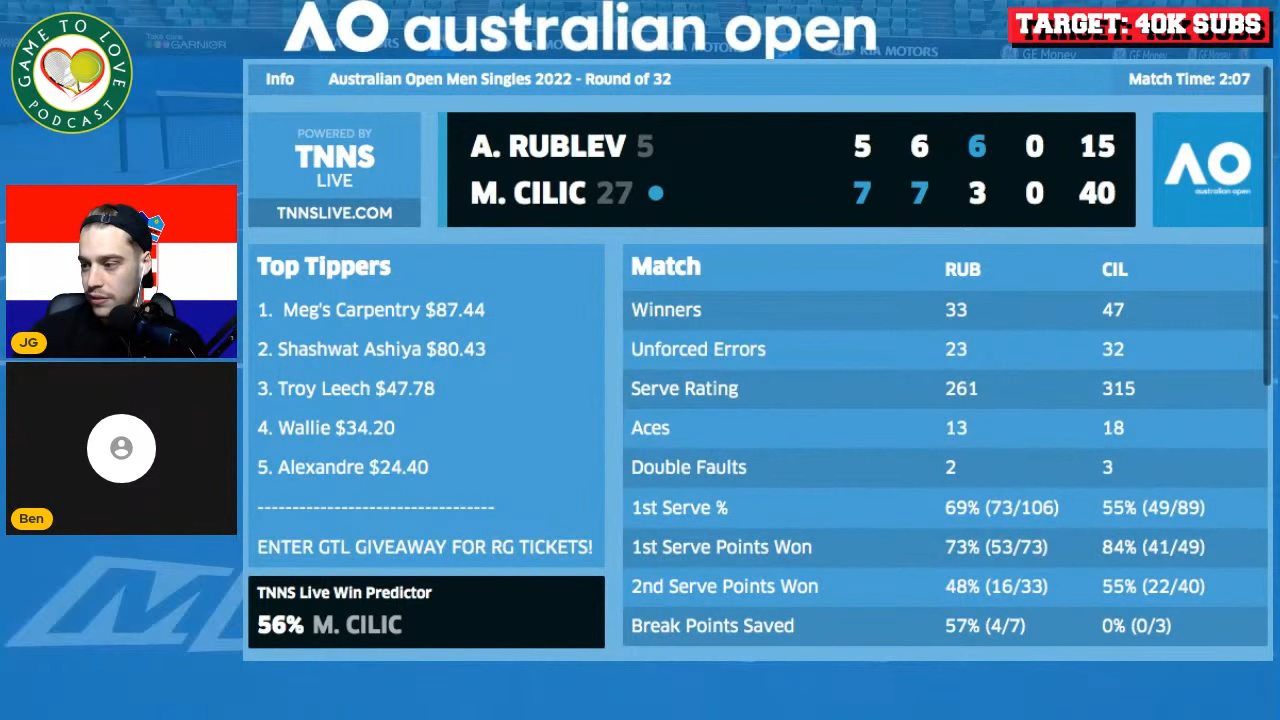 GAME TO LOVE
PODCAST
AO australian open
TARGET: 40K SUBS
GARNIER
KIA MOTORS
GE Money
Info
Australian Open Men Singles 2022 - Round of 32
Match Time: 2:07
POWERED BY
TNNS
LIVE
TNNSLIVE.COM
A. RUBLEV 5 5 6 6 0 15
M. CILIC 27 7 7 3 0 40
AO
australian open
JG
Ben
Top Tippers
1. Meg's Carpentry $87.44
2. Shashwat Ashiya $80.43
3. Troy Leech $47.78
4. Wallie $34.20
5. Alexandre $24.40
----------------------------------
ENTER GTL GIVEAWAY FOR RG TICKETS!
TNNS Live Win Predictor
56% M. CILIC
Match RUB CIL
Winners 33 47
Unforced Errors 23 32
Serve Rating 261 315
Aces 13 18
Double Faults 2 3
1st Serve % 69% (73/106) 55% (49/89)
1st Serve Points Won 73% (53/73) 84% (41/49)
2nd Serve Points Won 48% (16/33) 55% (22/40)
Break Points Saved 57% (4/7) 0% (0/3)